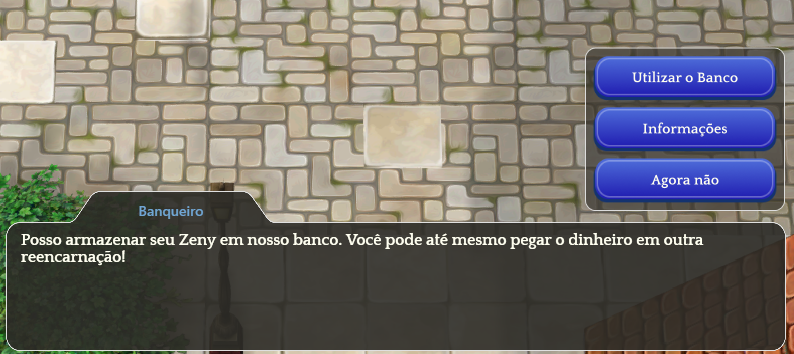 Utilizar o Banco
Informações
Agora não
Banqueiro
Posso armazenar seu Zeny em nosso banco. Você pode até mesmo pegar o dinheiro em outra
reencarnação!